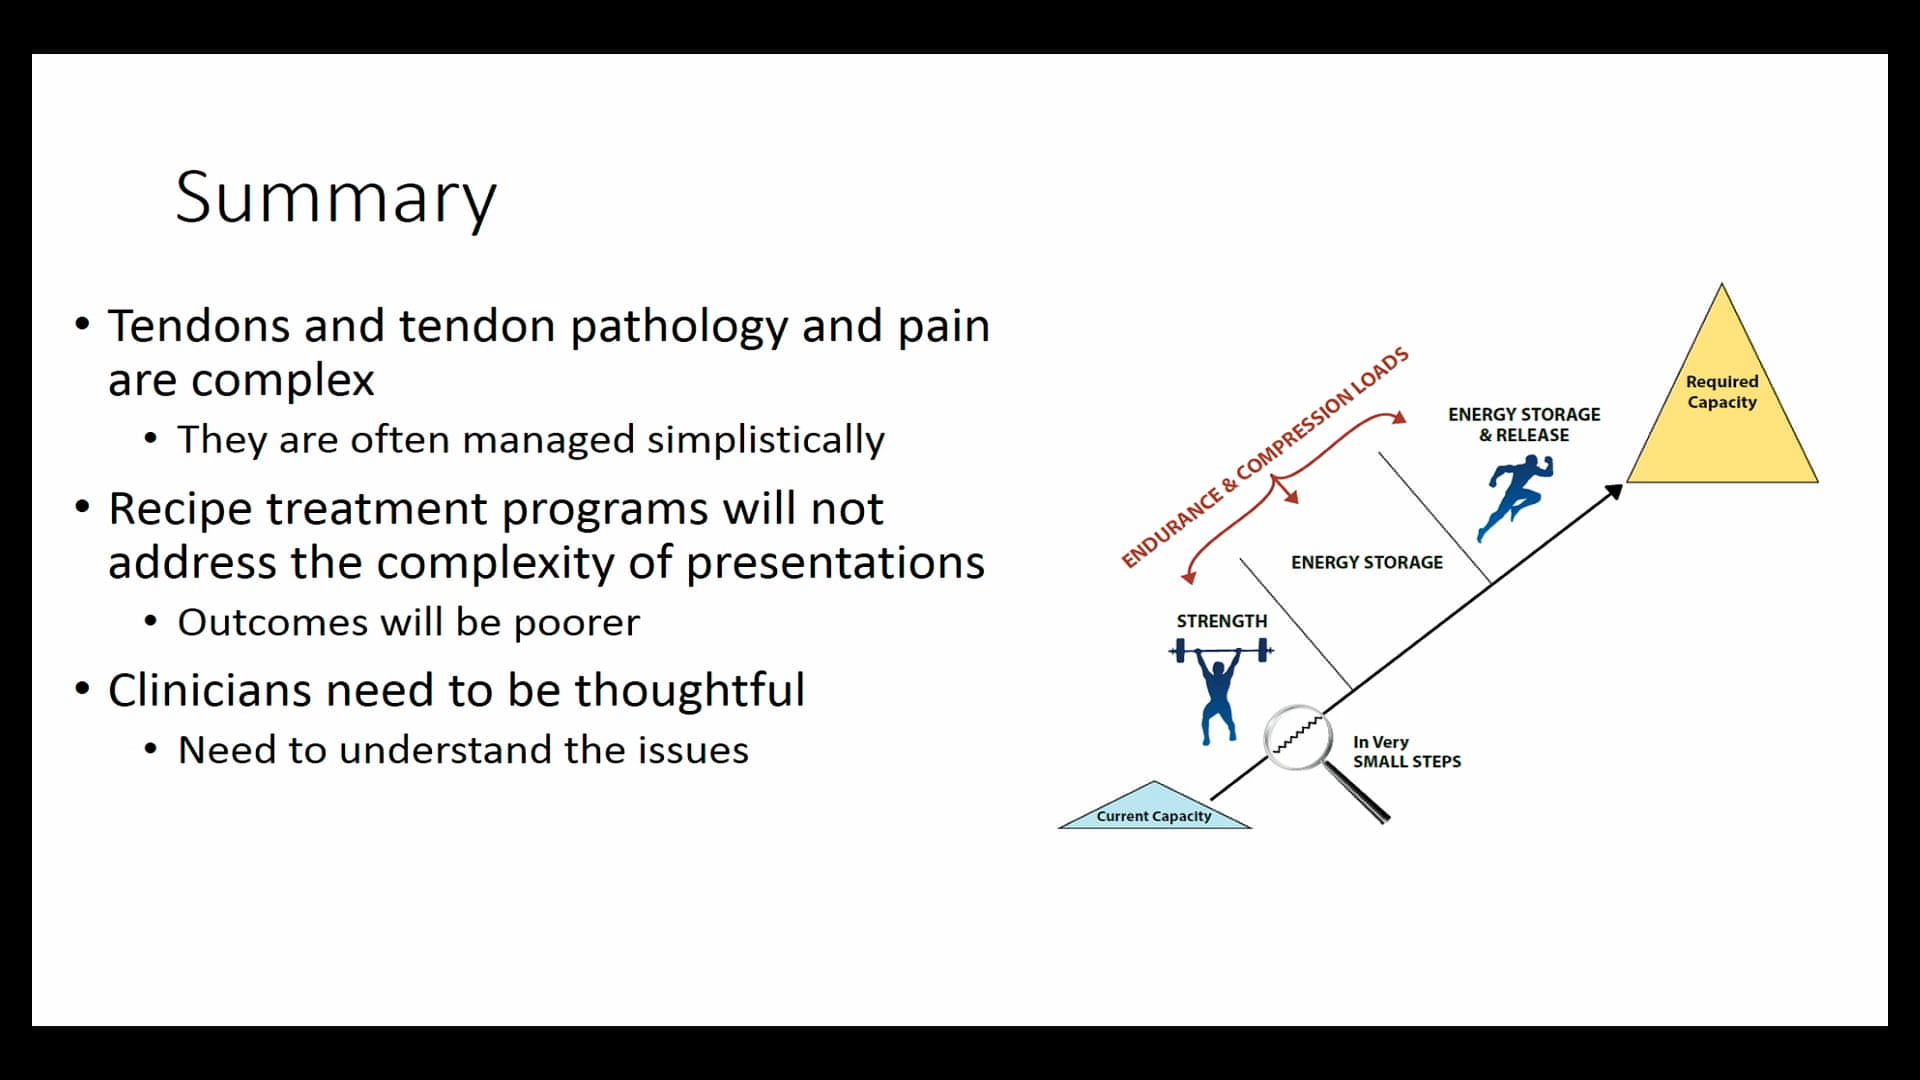 Summary
• Tendons and tendon pathology and pain
are complex
• They are often managed simplistically
• Recipe treatment programs will not
address the complexity of presentations
• Outcomes will be poorer
• Clinicians need to be thoughtful
• Need to understand the issues
ENDURANCE & COMPRESSION LOADS
ENERGY STORAGE
& RELEASE
Required
Capacity
ENERGY STORAGE
STRENGTH
In Very
SMALL STEPS
Current Capacity